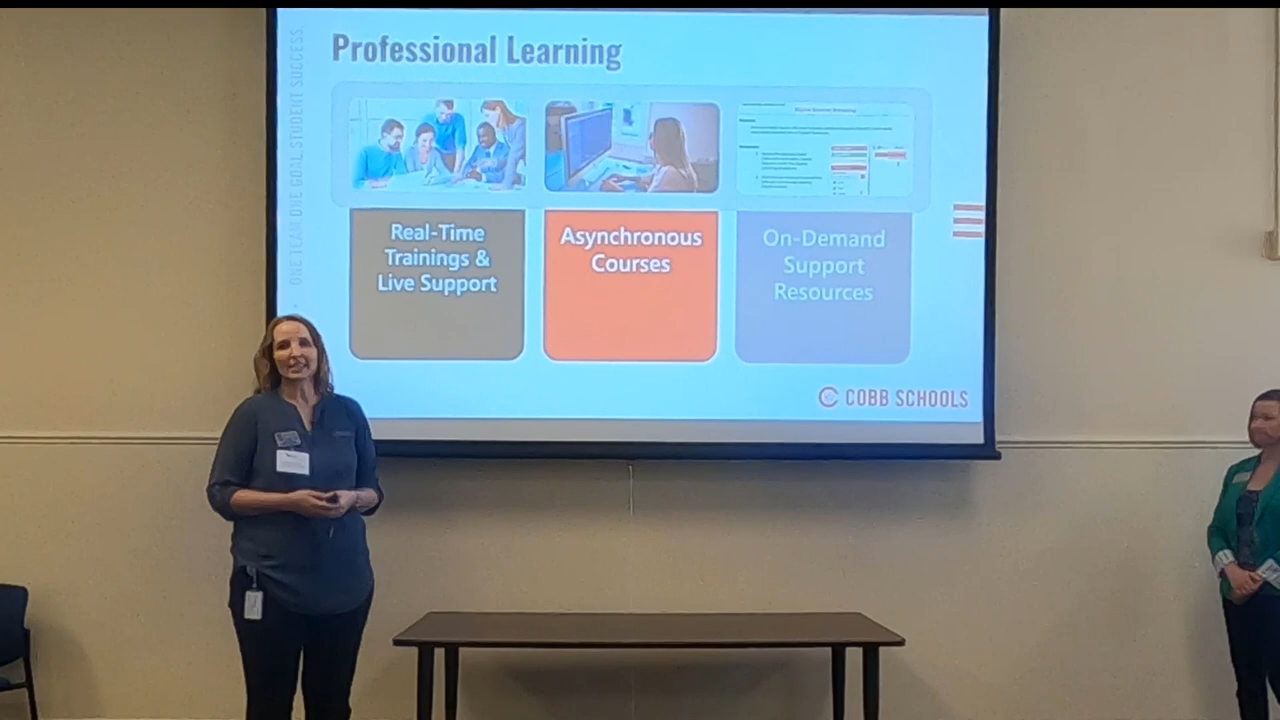 Professional Learning
ONE TEAM. ONE GOAL. STUDENT SUCCESS.
Real-Time
Trainings &
Live Support
Asynchronous
Courses
On-Demand
Support
Resources
COBB SCHOOLS